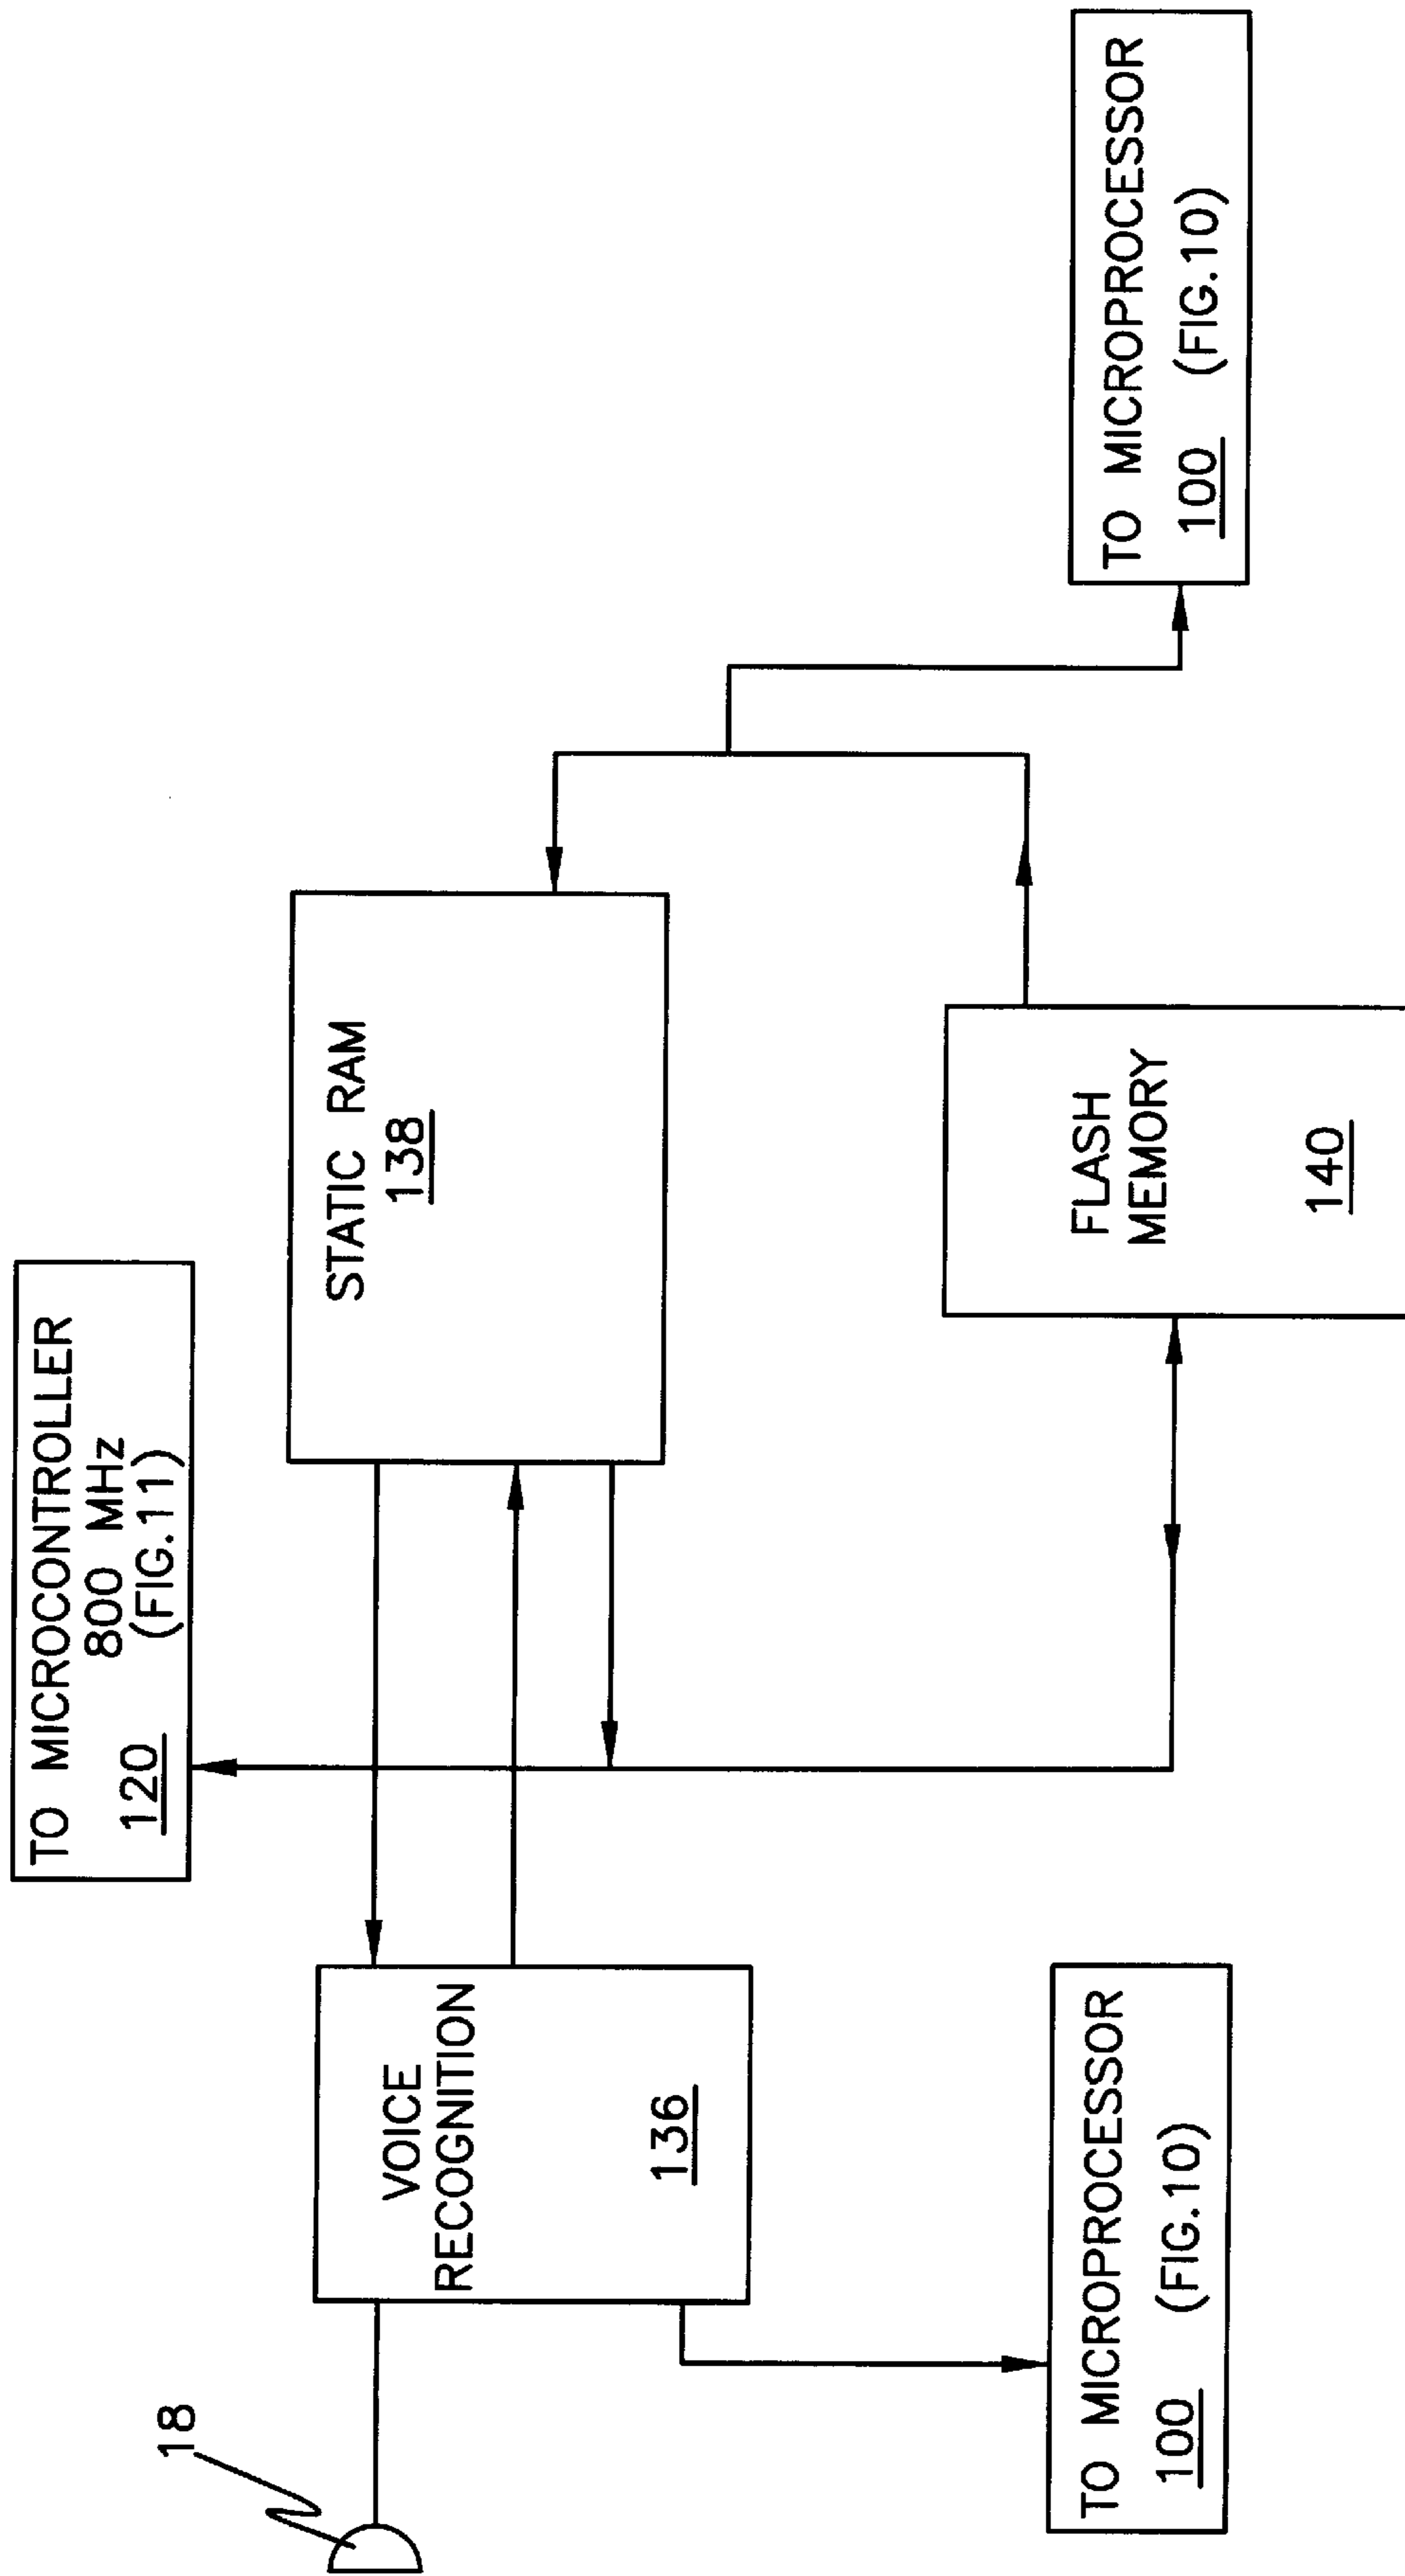 18
VOICE
RECOGNITION
136
TO MICROPROCESSOR
100 (FIG.10)
TO MICROCONTROLLER
800 MHz
120 (FIG.11)
STATIC RAM
138
FLASH
MEMORY
140
TO MICROPROCESSOR
100 (FIG.10)